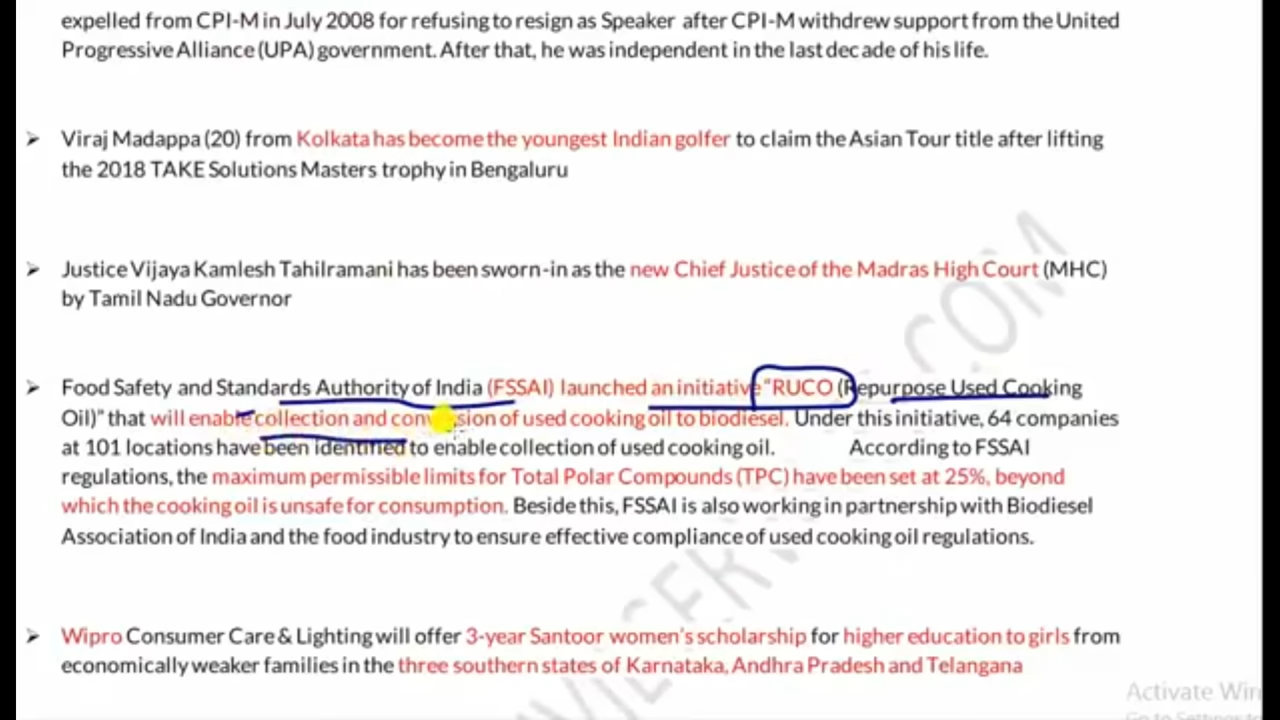 expelled from CPI-M in July 2008 for refusing to resign as Speaker after CPI-M withdrew support from the United
Progressive Alliance (UPA) government. After that, he was independent in the last decade of his life.
➢ Viraj Madappa (20) from Kolkata has become the youngest Indian golfer to claim the Asian Tour title after lifting
the 2018 TAKE Solutions Masters trophy in Bengaluru
➢ Justice Vijaya Kamlesh Tahilramani has been sworn-in as the new Chief Justice of the Madras High Court (MHC)
by Tamil Nadu Governor
➢ Food Safety and Standards Authority of India (FSSAI) launched an initiative "RUCO (Repurpose Used Cooking
Oil)" that will enable collection and conversion of used cooking oil to biodiesel. Under this initiative, 64 companies
at 101 locations have been identified to enable collection of used cooking oil. According to FSSAI
regulations, the maximum permissible limits for Total Polar Compounds (TPC) have been set at 25%, beyond
which the cooking oil is unsafe for consumption. Beside this, FSSAI is also working in partnership with Biodiesel
Association of India and the food industry to ensure effective compliance of used cooking oil regulations.
➢ Wipro Consumer Care & Lighting will offer 3-year Santoor women's scholarship for higher education to girls from
economically weaker families in the three southern states of Karnataka, Andhra Pradesh and Telangana
Activate Win